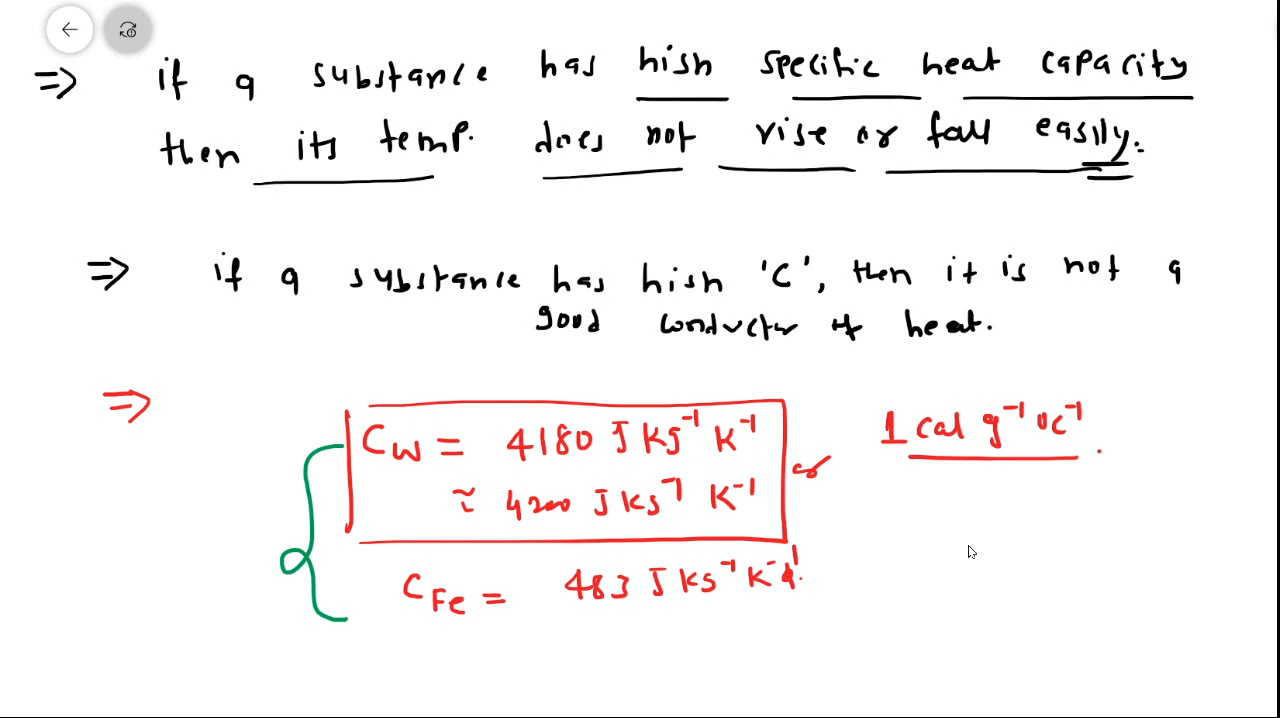 ⇒ if a substance has high specific heat capacity
then its temp. does not rise or fall easily.
⇒ if a substance has high 'C', then it is not a
good conductor of heat.
⇒ C_W = 4180 J Kg⁻¹ K⁻¹ or 1 cal g⁻¹ °C⁻¹.
≈ 4200 J Kg⁻¹ K⁻¹
C_Fe = 483 J Kg⁻¹ K⁻¹.